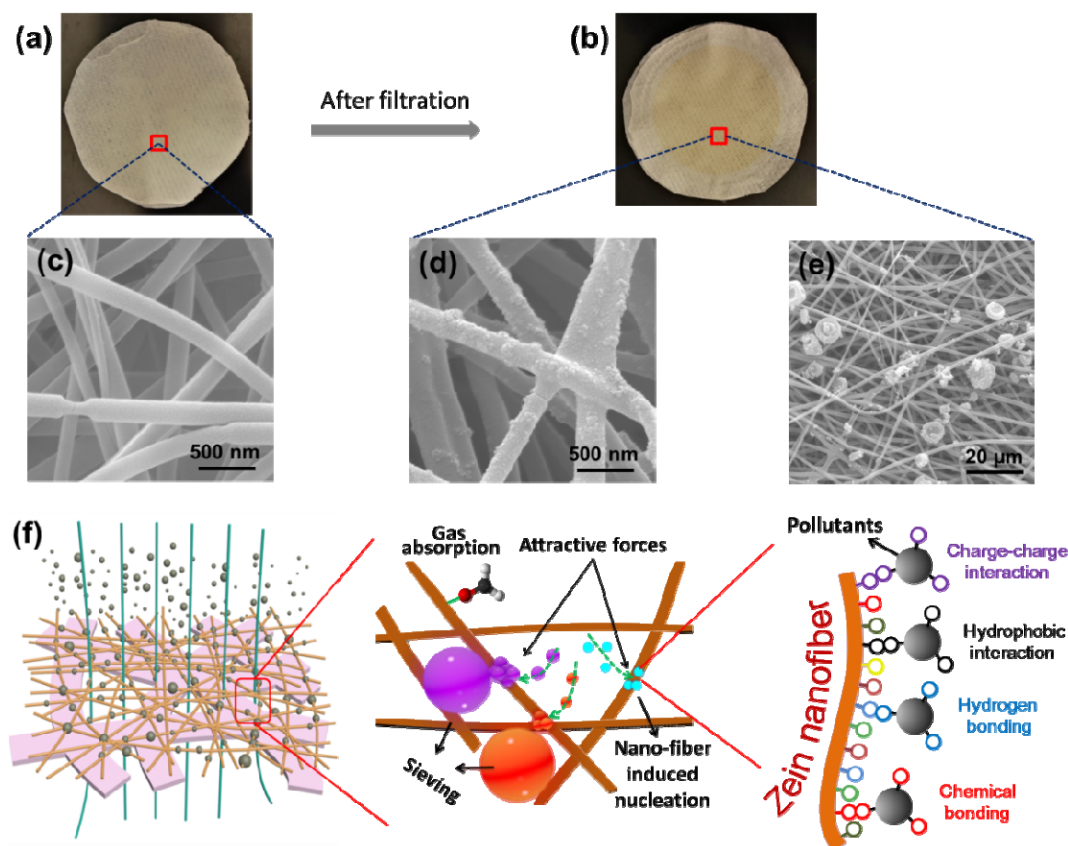 (a)
After filtration
(b)
(c)
500 nm
(d)
500 nm
(e)
20 µm
(f)
Gas
absorption
Attractive forces
Sieving
Nano-fiber
induced
nucleation
Pollutants
Zein nanofiber
Charge-charge
interaction
Hydrophobic
interaction
Hydrogen
bonding
Chemical
bonding